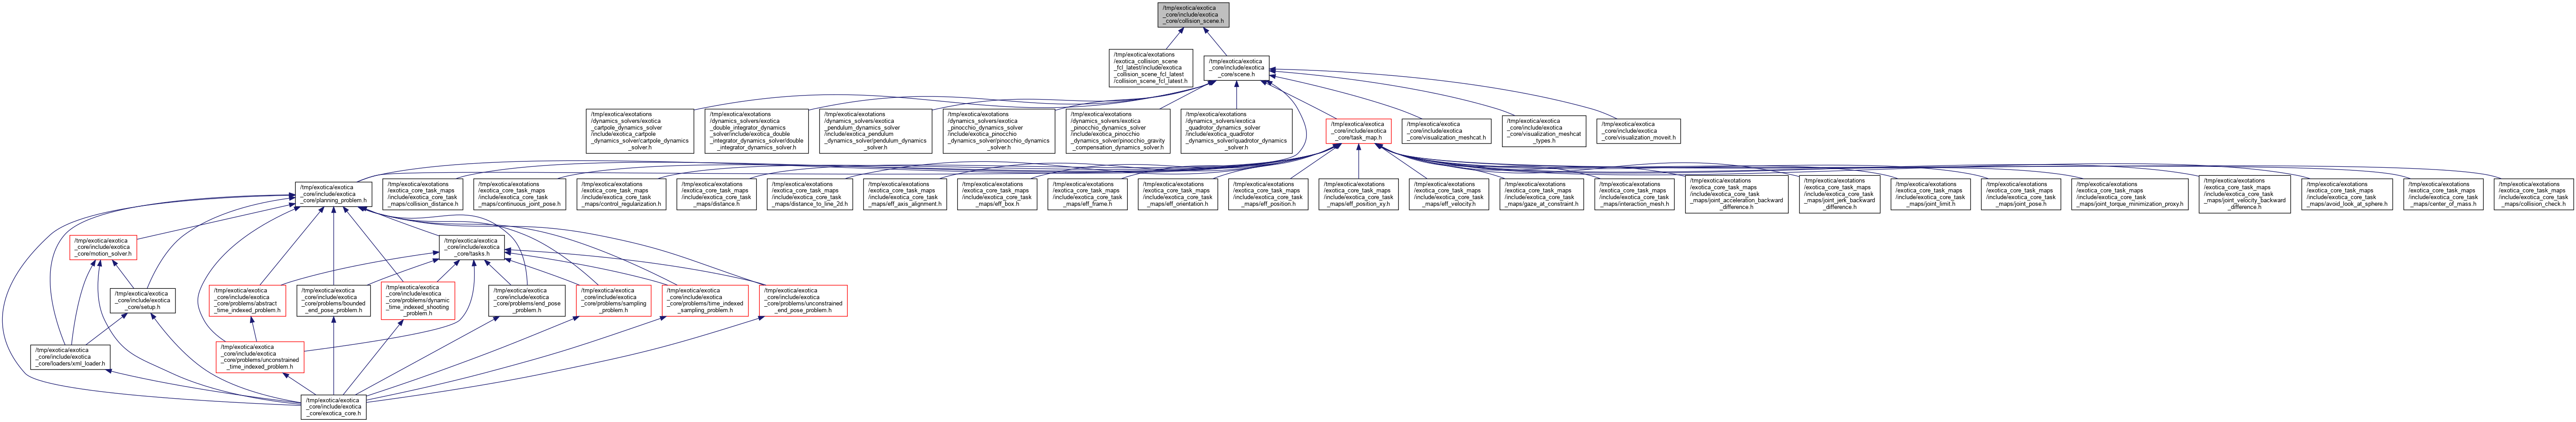 /tmp/exotica/exotica
_core/include/exotica
_core/collision_scene.h
/tmp/exotica/exotations
/exotica_collision_scene
_fcl_latest/include/exotica
_collision_scene_fcl_latest
/collision_scene_fcl_latest.h
/tmp/exotica/exotica
_core/include/exotica
_core/scene.h
/tmp/exotica/exotations
/dynamics_solvers/exotica
_cartpole_dynamics_solver
/include/exotica_cartpole
_dynamics_solver/cartpole_dynamics
_solver.h
/tmp/exotica/exotations
/dynamics_solvers/exotica
_double_integrator_dynamics
_solver/include/exotica_double
_integrator_dynamics_solver/double
_integrator_dynamics_solver.h
/tmp/exotica/exotations
/dynamics_solvers/exotica
_pendulum_dynamics_solver
/include/exotica_pendulum
_dynamics_solver/pendulum_dynamics
_solver.h
/tmp/exotica/exotations
/dynamics_solvers/exotica
_pinocchio_dynamics_solver
/include/exotica_pinocchio
_dynamics_solver/pinocchio_dynamics
_solver.h
/tmp/exotica/exotations
/dynamics_solvers/exotica
_pinocchio_dynamics_solver
/include/exotica_pinocchio
_dynamics_solver/pinocchio_gravity
_compensation_dynamics_solver.h
/tmp/exotica/exotations
/dynamics_solvers/exotica
_quadrotor_dynamics_solver
/include/exotica_quadrotor
_dynamics_solver/quadrotor_dynamics
_solver.h
/tmp/exotica/exotica
_core/include/exotica
_core/task_map.h
/tmp/exotica/exotica
_core/include/exotica
_core/visualization_meshcat.h
/tmp/exotica/exotica
_core/include/exotica
_core/visualization_meshcat
_types.h
/tmp/exotica/exotica
_core/include/exotica
_core/visualization_moveit.h
/tmp/exotica/exotica
_core/include/exotica
_core/planning_problem.h
/tmp/exotica/exotations
/exotica_core_task_maps
/include/exotica_core_task
_maps/collision_distance.h
/tmp/exotica/exotations
/exotica_core_task_maps
/include/exotica_core_task
_maps/continuous_joint_pose.h
/tmp/exotica/exotations
/exotica_core_task_maps
/include/exotica_core_task
_maps/control_regularization.h
/tmp/exotica/exotations
/exotica_core_task_maps
/include/exotica_core_task
_maps/distance.h
/tmp/exotica/exotations
/exotica_core_task_maps
/include/exotica_core_task
_maps/distance_to_line_2d.h
/tmp/exotica/exotations
/exotica_core_task_maps
/include/exotica_core_task
_maps/eff_axis_alignment.h
/tmp/exotica/exotations
/exotica_core_task_maps
/include/exotica_core_task
_maps/eff_box.h
/tmp/exotica/exotations
/exotica_core_task_maps
/include/exotica_core_task
_maps/eff_frame.h
/tmp/exotica/exotations
/exotica_core_task_maps
/include/exotica_core_task
_maps/eff_orientation.h
/tmp/exotica/exotations
/exotica_core_task_maps
/include/exotica_core_task
_maps/eff_position.h
/tmp/exotica/exotations
/exotica_core_task_maps
/include/exotica_core_task
_maps/eff_position_xy.h
/tmp/exotica/exotations
/exotica_core_task_maps
/include/exotica_core_task
_maps/eff_velocity.h
/tmp/exotica/exotations
/exotica_core_task_maps
/include/exotica_core_task
_maps/gaze_at_constraint.h
/tmp/exotica/exotations
/exotica_core_task_maps
/include/exotica_core_task
_maps/interaction_mesh.h
/tmp/exotica/exotations
/exotica_core_task_maps
/include/exotica_core_task
_maps/joint_acceleration_backward
_difference.h
/tmp/exotica/exotations
/exotica_core_task_maps
/include/exotica_core_task
_maps/joint_jerk_backward
_difference.h
/tmp/exotica/exotations
/exotica_core_task_maps
/include/exotica_core_task
_maps/joint_limit.h
/tmp/exotica/exotations
/exotica_core_task_maps
/include/exotica_core_task
_maps/joint_pose.h
/tmp/exotica/exotations
/exotica_core_task_maps
/include/exotica_core_task
_maps/joint_torque_minimization_proxy.h
/tmp/exotica/exotations
/exotica_core_task_maps
/include/exotica_core_task
_maps/joint_velocity_backward
_difference.h
/tmp/exotica/exotations
/exotica_core_task_maps
/include/exotica_core_task
_maps/avoid_look_at_sphere.h
/tmp/exotica/exotations
/exotica_core_task_maps
/include/exotica_core_task
_maps/center_of_mass.h
/tmp/exotica/exotations
/exotica_core_task_maps
/include/exotica_core_task
_maps/collision_check.h
/tmp/exotica/exotica
_core/include/exotica
_core/motion_solver.h
/tmp/exotica/exotica
_core/include/exotica
_core/tasks.h
/tmp/exotica/exotica
_core/include/exotica
_core/setup.h
/tmp/exotica/exotica
_core/include/exotica
_core/problems/abstract
_time_indexed_problem.h
/tmp/exotica/exotica
_core/include/exotica
_core/problems/bounded
_end_pose_problem.h
/tmp/exotica/exotica
_core/include/exotica
_core/problems/dynamic
_time_indexed_shooting
_problem.h
/tmp/exotica/exotica
_core/include/exotica
_core/problems/end_pose
_problem.h
/tmp/exotica/exotica
_core/include/exotica
_core/problems/sampling
_problem.h
/tmp/exotica/exotica
_core/include/exotica
_core/problems/time_indexed
_sampling_problem.h
/tmp/exotica/exotica
_core/include/exotica
_core/problems/unconstrained
_end_pose_problem.h
/tmp/exotica/exotica
_core/include/exotica
_core/loaders/xml_loader.h
/tmp/exotica/exotica
_core/include/exotica
_core/problems/unconstrained
_time_indexed_problem.h
/tmp/exotica/exotica
_core/include/exotica
_core/exotica_core.h